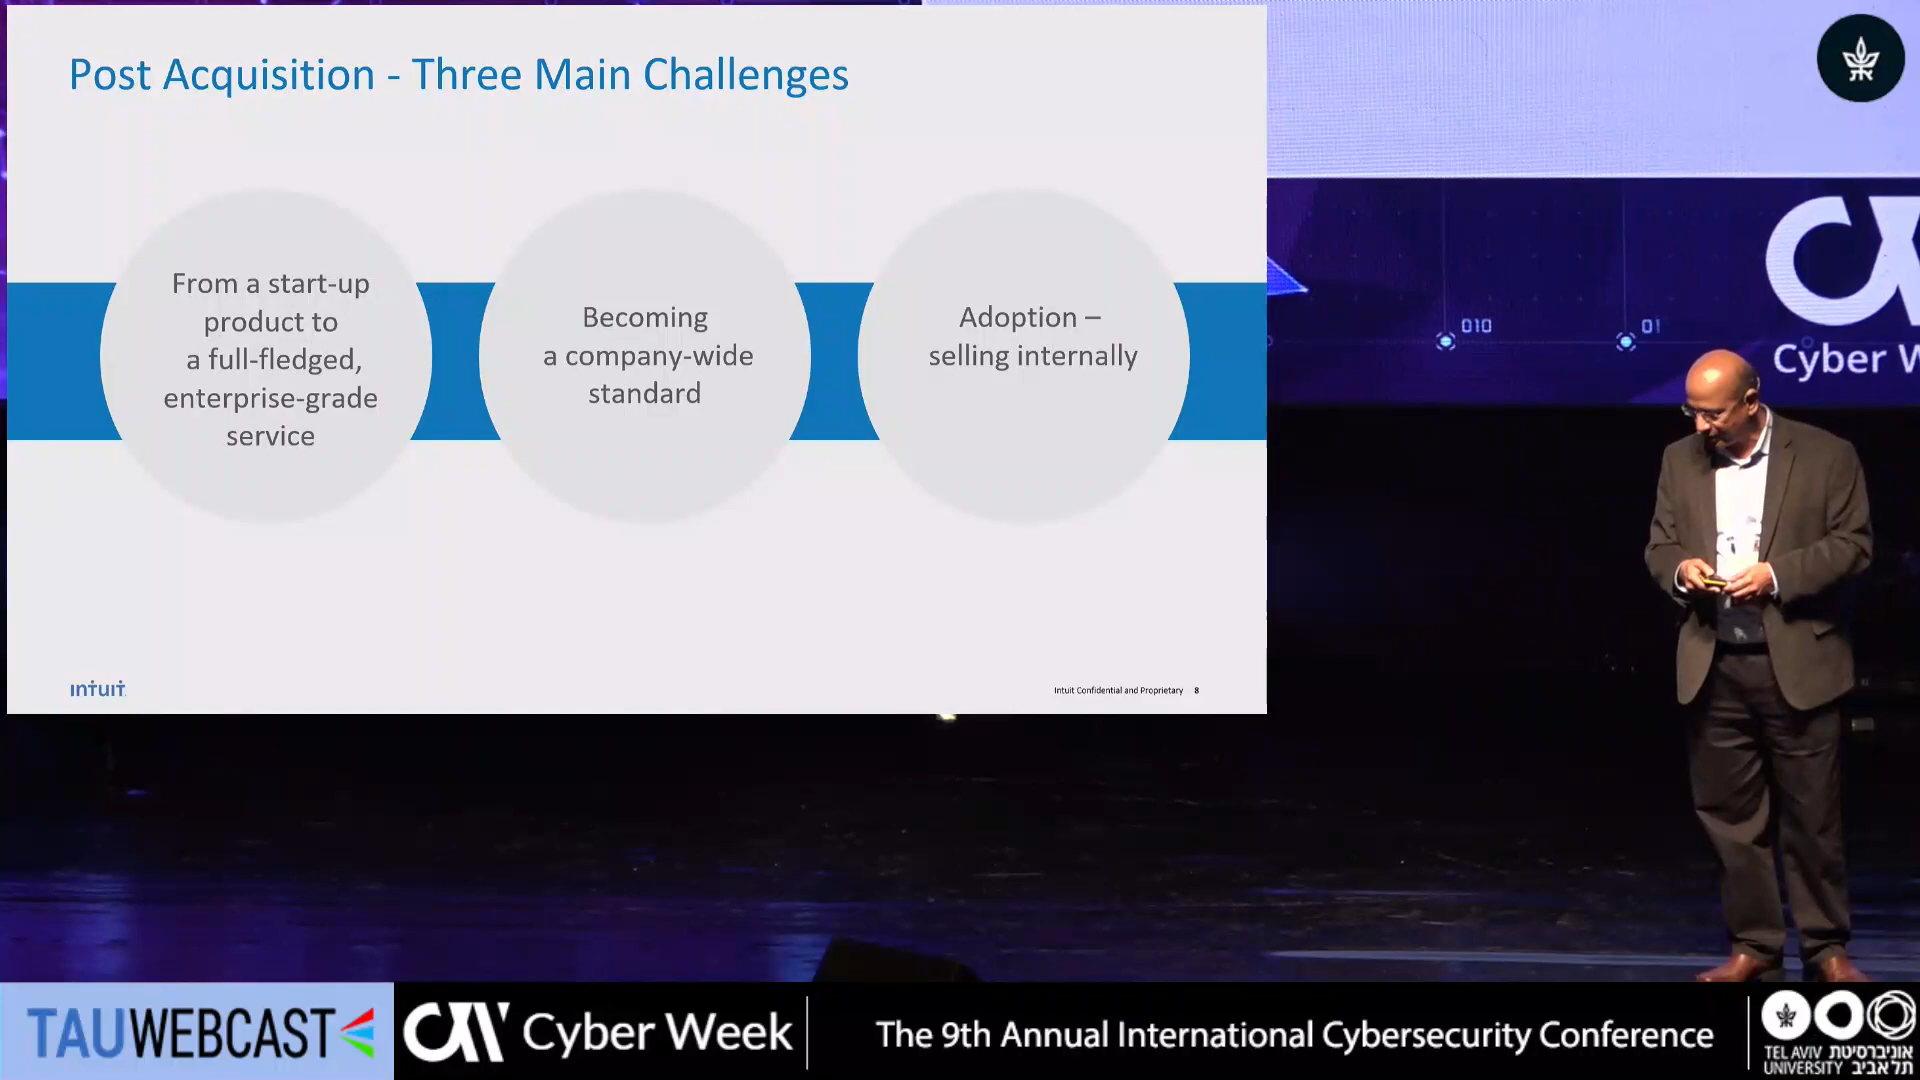 Post Acquisition - Three Main Challenges
From a start-up
product to
a full-fledged,
enterprise-grade
service
Becoming
a company-wide
standard
Adoption –
selling internally
ıntuıt
Intuit Confidential and Proprietary 8
010
01
Cyber W
TAUWEBCAST
Cyber Week
The 9th Annual International Cybersecurity Conference
TEL AVIV אוניברסיטת
UNIVERSITY תל אביב